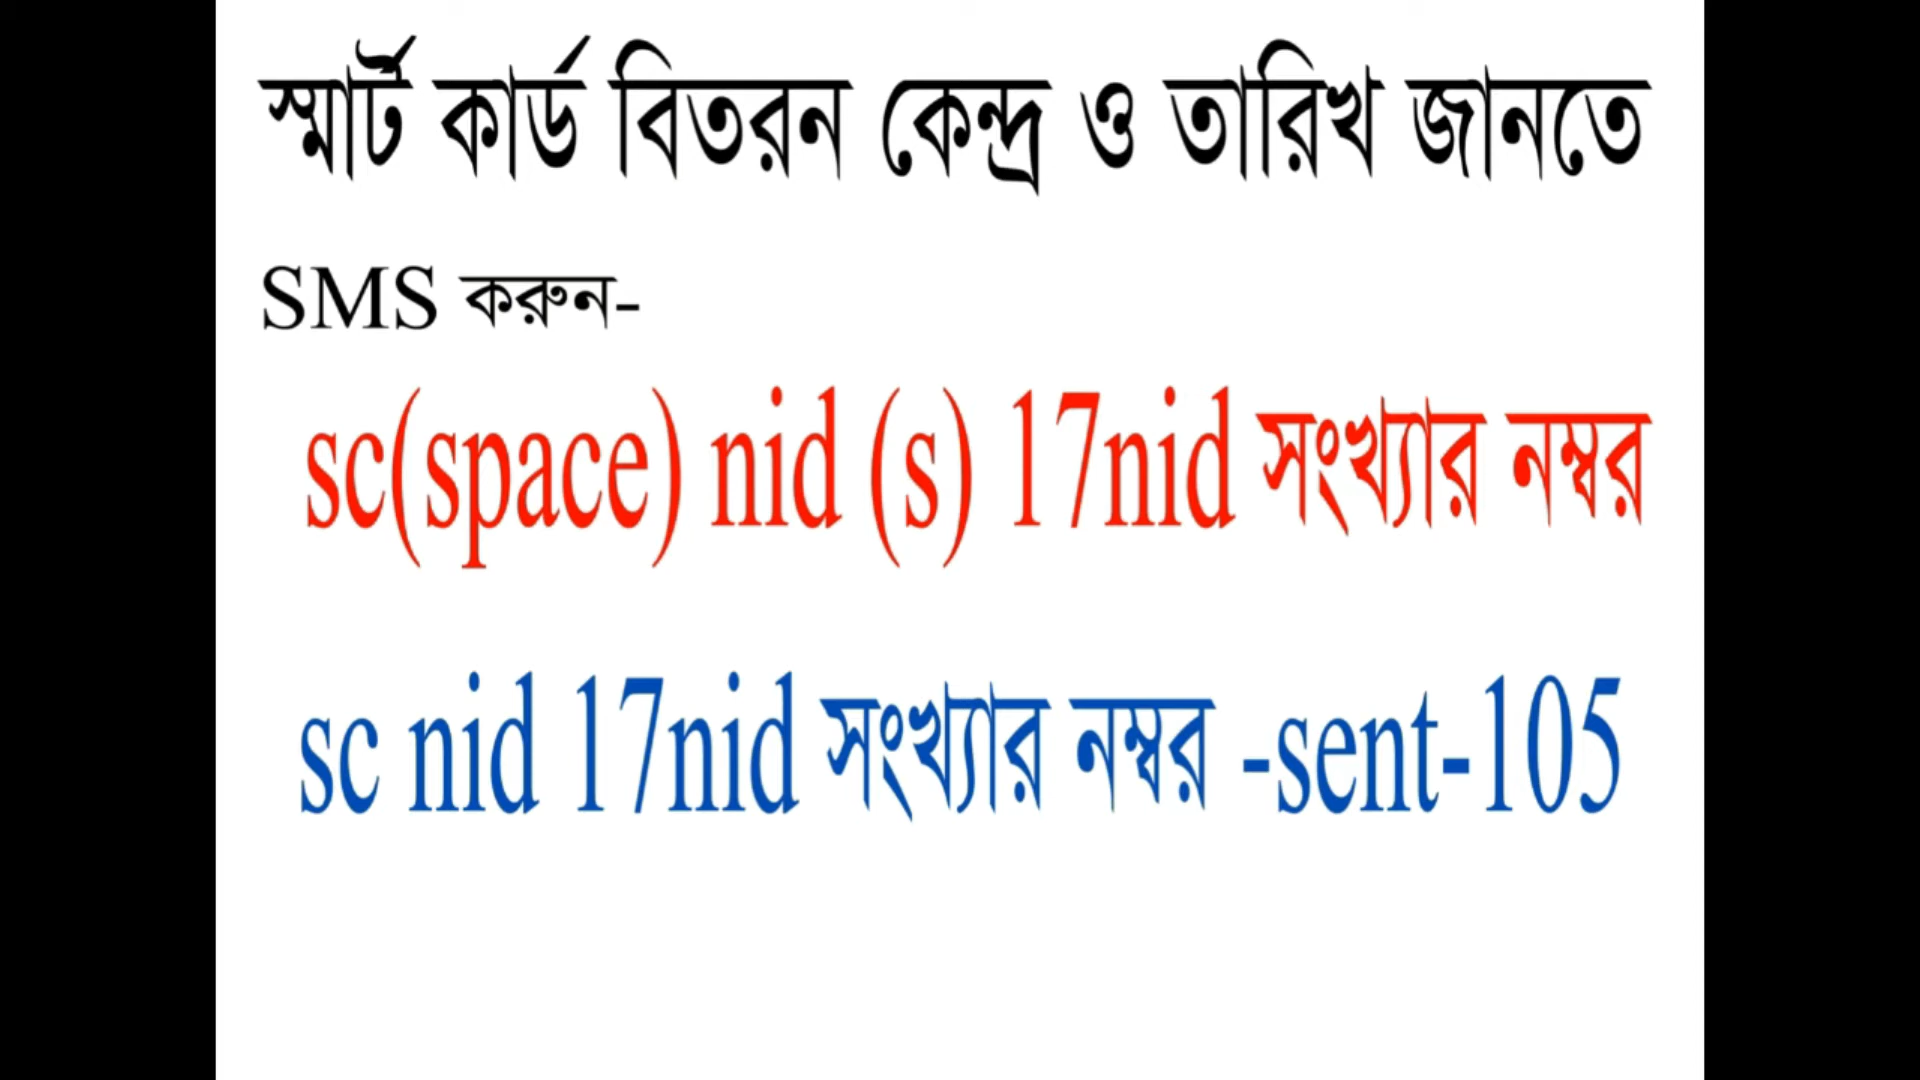 স্মার্ট কার্ড বিতরন কেন্দ্র ও তারিখ জানতে
SMS করুন-
sc(space) nid (s) 17nid সংখ্যার নম্বর
sc nid 17nid সংখ্যার নম্বর -sent-105